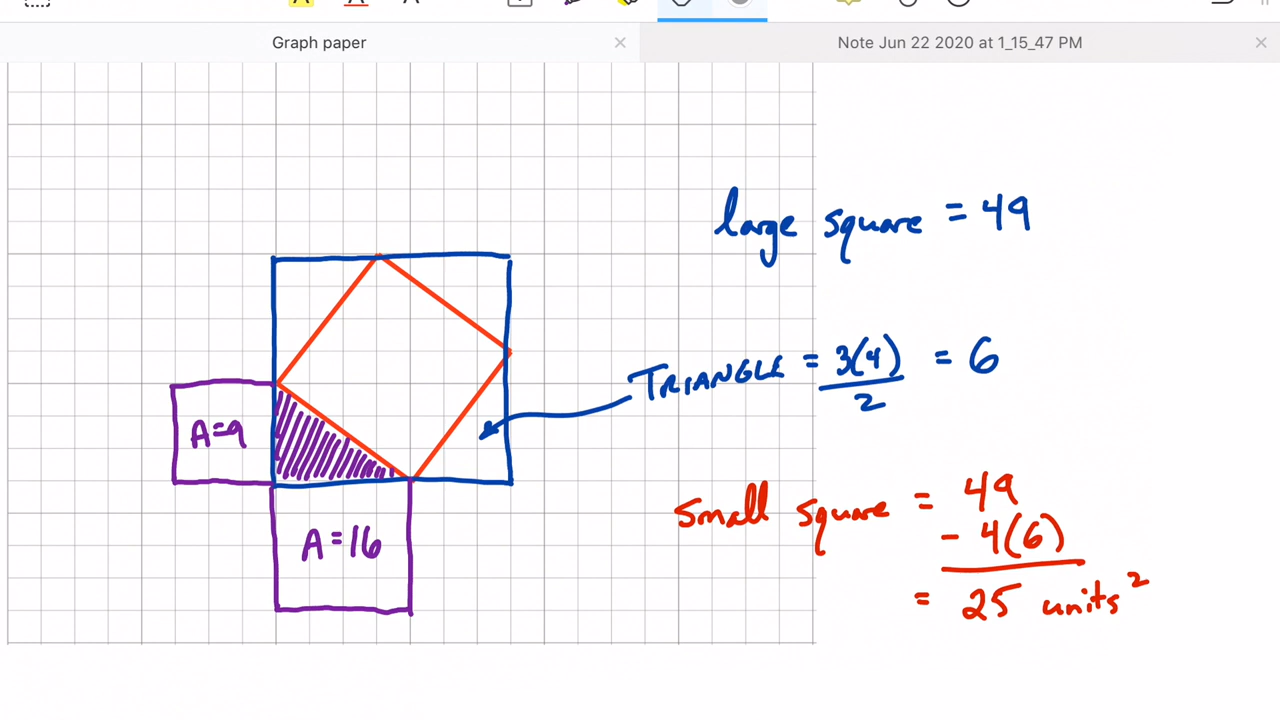 Graph paper
Note Jun 22 2020 at 1_15_47 PM
large square = 49
TRIANGLE = 3(4)/2 = 6
A=9
A=16
small square = 49
- 4(6)
= 25 units²